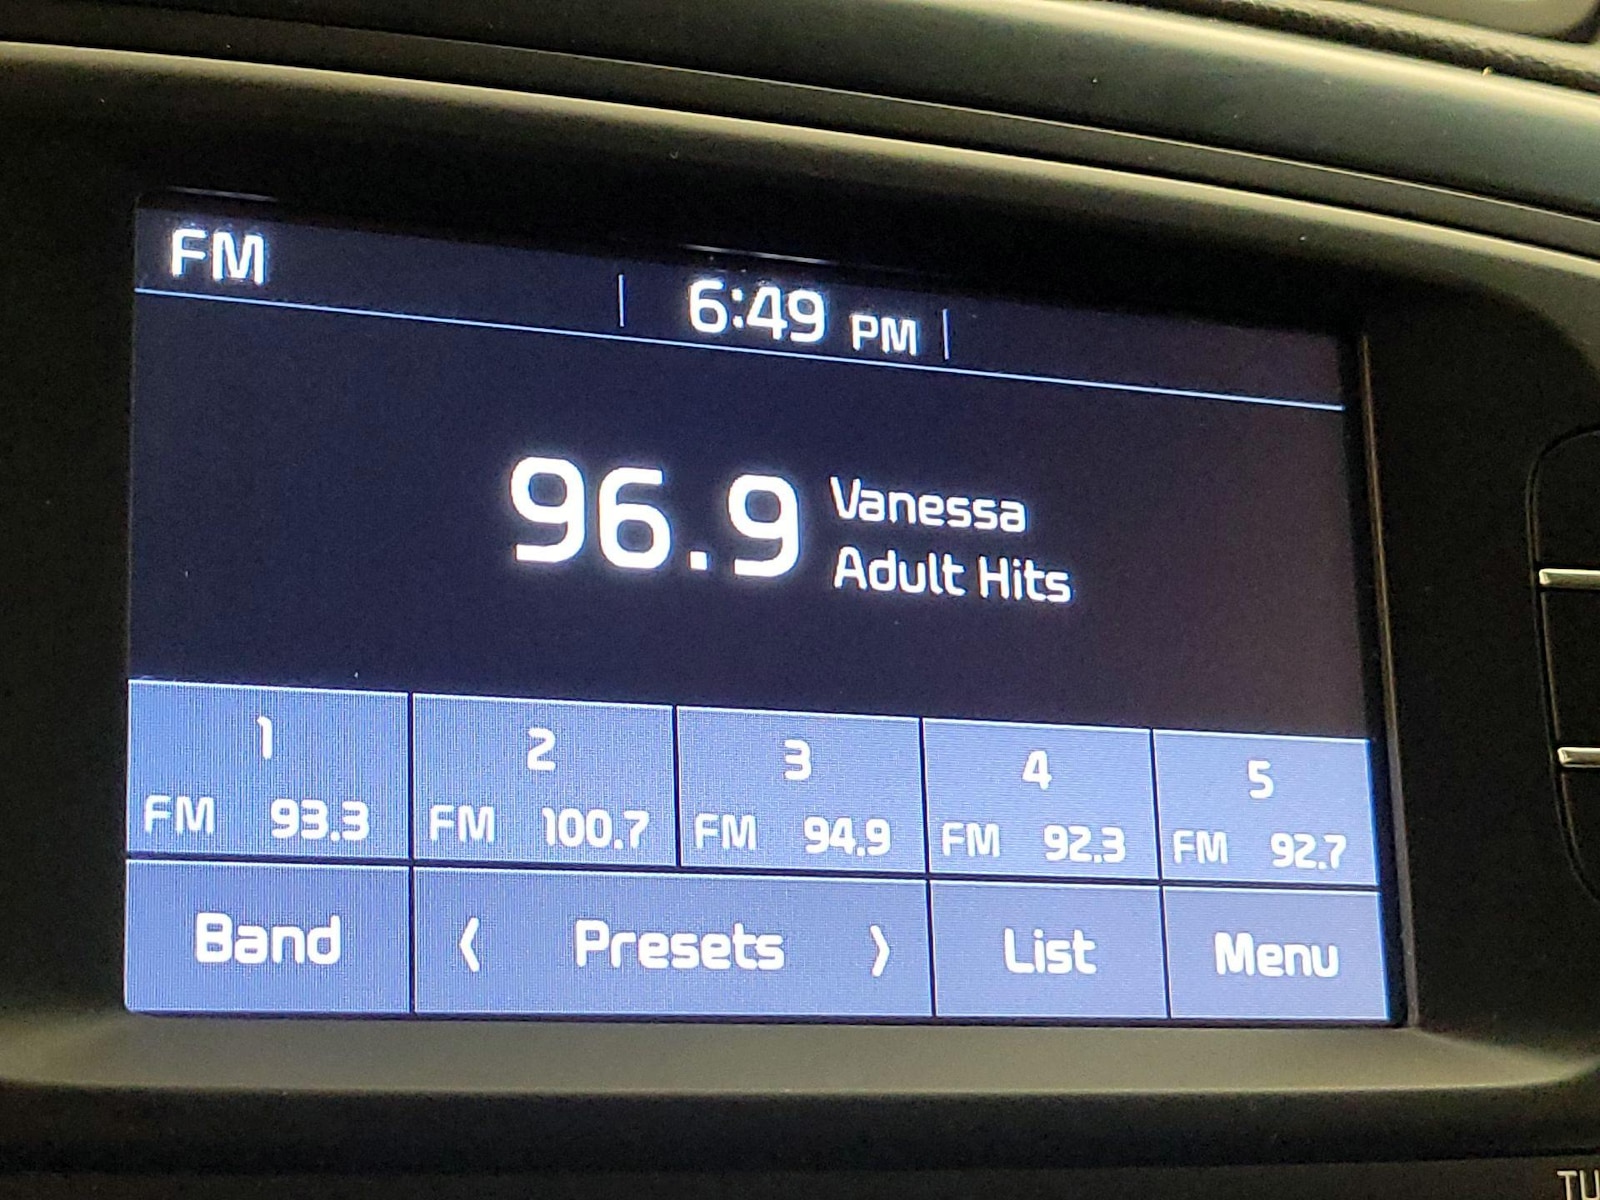 FM
6:49 PM
96.9
Vanessa
Adult Hits
1
FM 93.3
2
FM 100.7
3
FM 94.9
4
FM 92.3
5
FM 92.7
Band
〈 Presets 〉
List
Menu